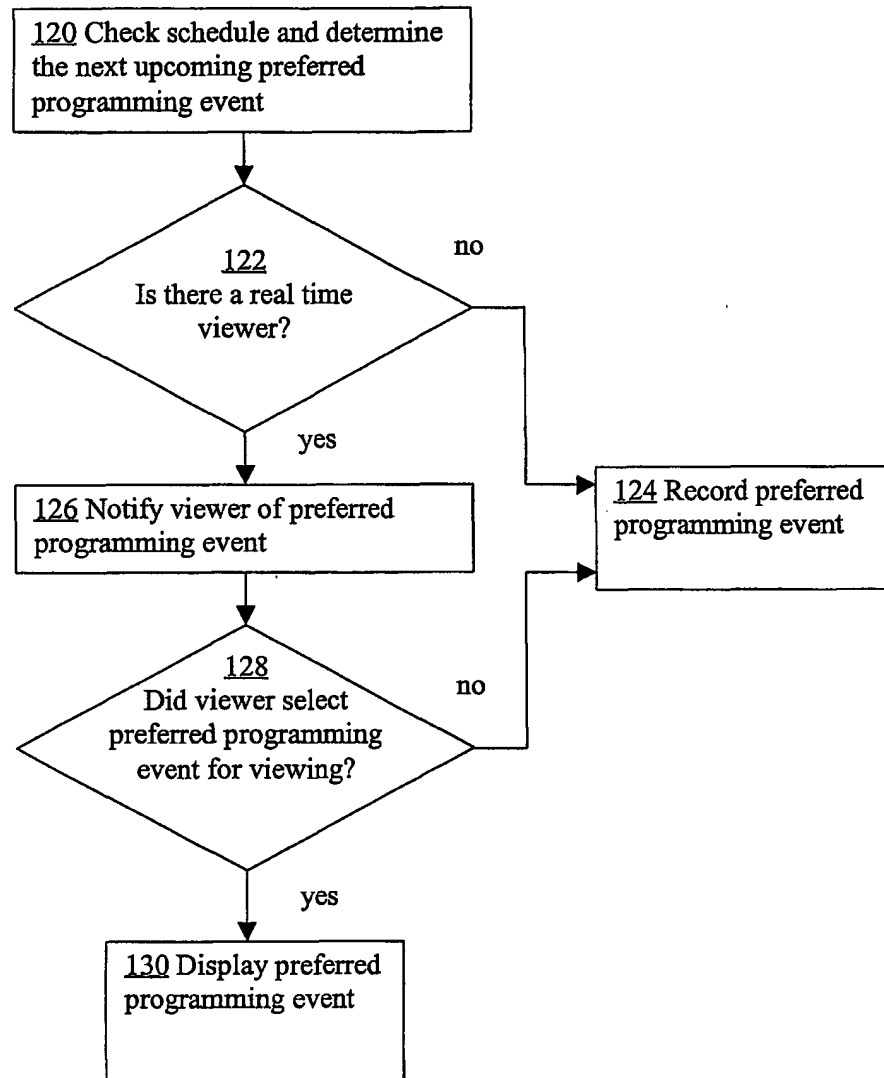 120 Check schedule and determine
the next upcoming preferred
programming event
122
Is there a real time
viewer?
no
yes
126 Notify viewer of preferred
programming event
124 Record preferred
programming event
128
Did viewer select
preferred programming
event for viewing?
no
yes
130 Display preferred
programming event